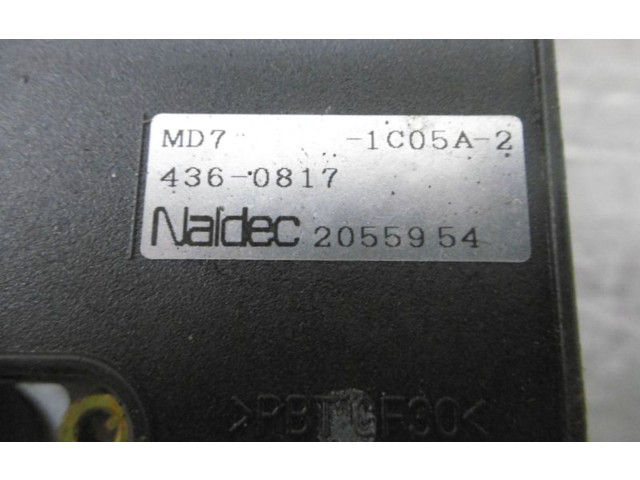 MD7 -1C05A-2
436-0817
Naldec 2055954
>PBT GF30<